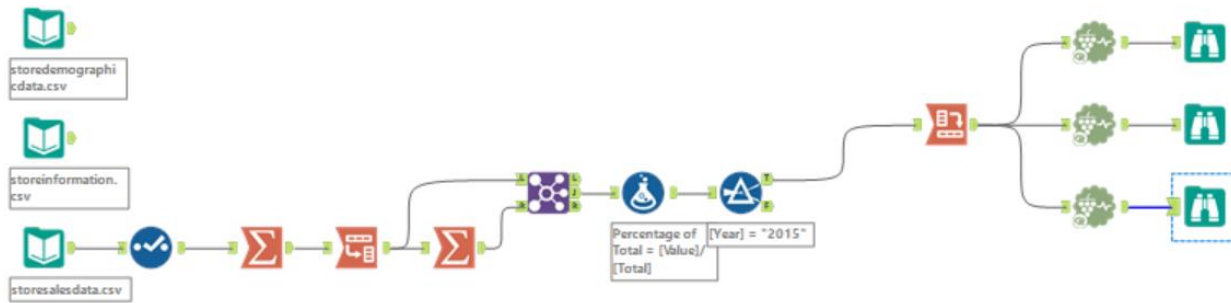 storedemographi
cdata.csv
storeinformation.
csv
storesalesdata.csv
L
J
R
Percentage of
Total = [Value]/
[Total]
[Year] = "2015"
T
F